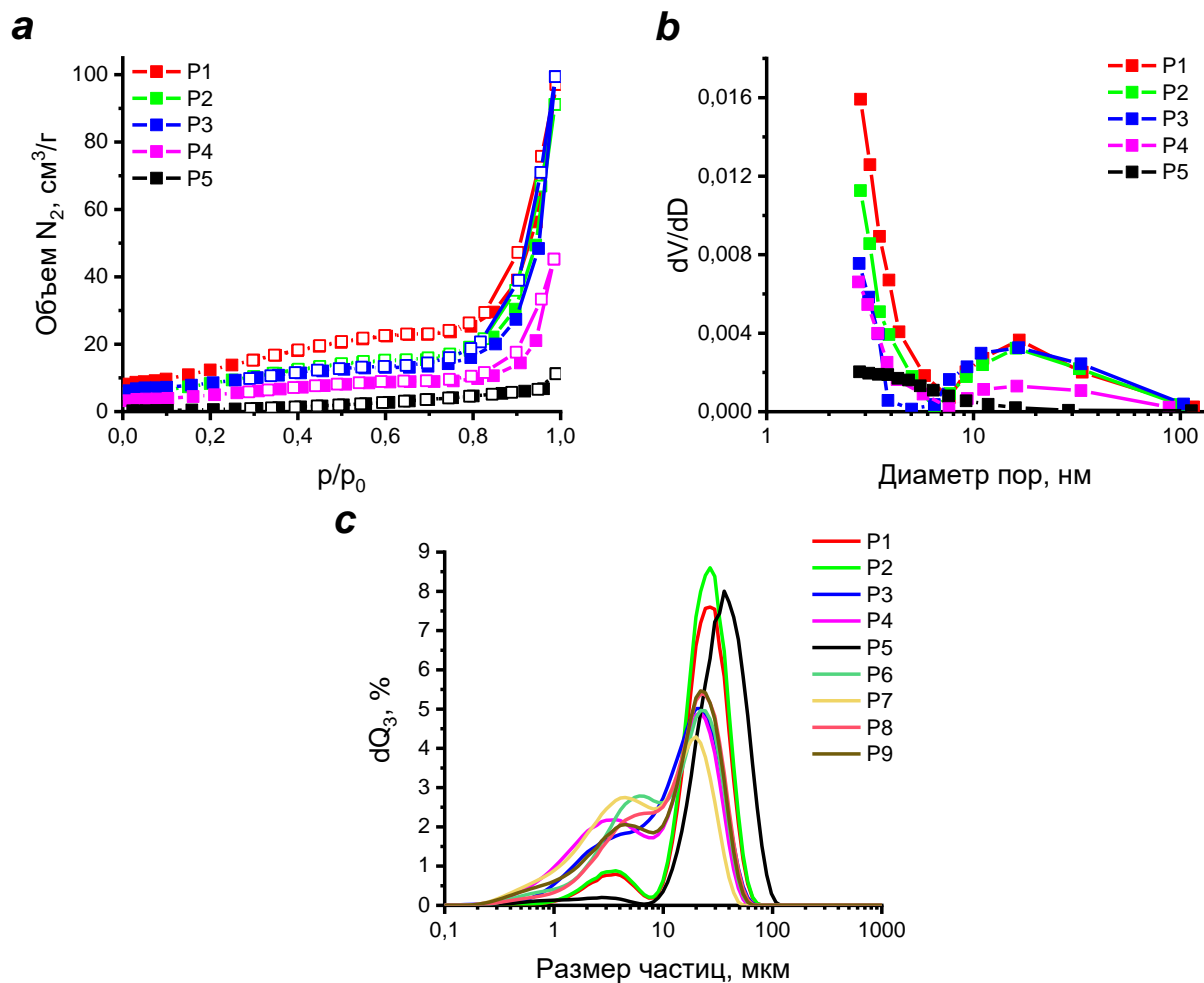 a
Объем N2, см3/г
100
80
60
40
20
0
0,0 0,2 0,4 0,6 0,8 1,0
p/p0
P1
P2
P3
P4
P5
b
dV/dD
0,016
0,012
0,008
0,004
0,000
1 10 100
Диаметр пор, нм
P1
P2
P3
P4
P5
c
dQ3, %
9
8
7
6
5
4
3
2
1
0
0,1 1 10 100 1000
Размер частиц, мкм
P1
P2
P3
P4
P5
P6
P7
P8
P9